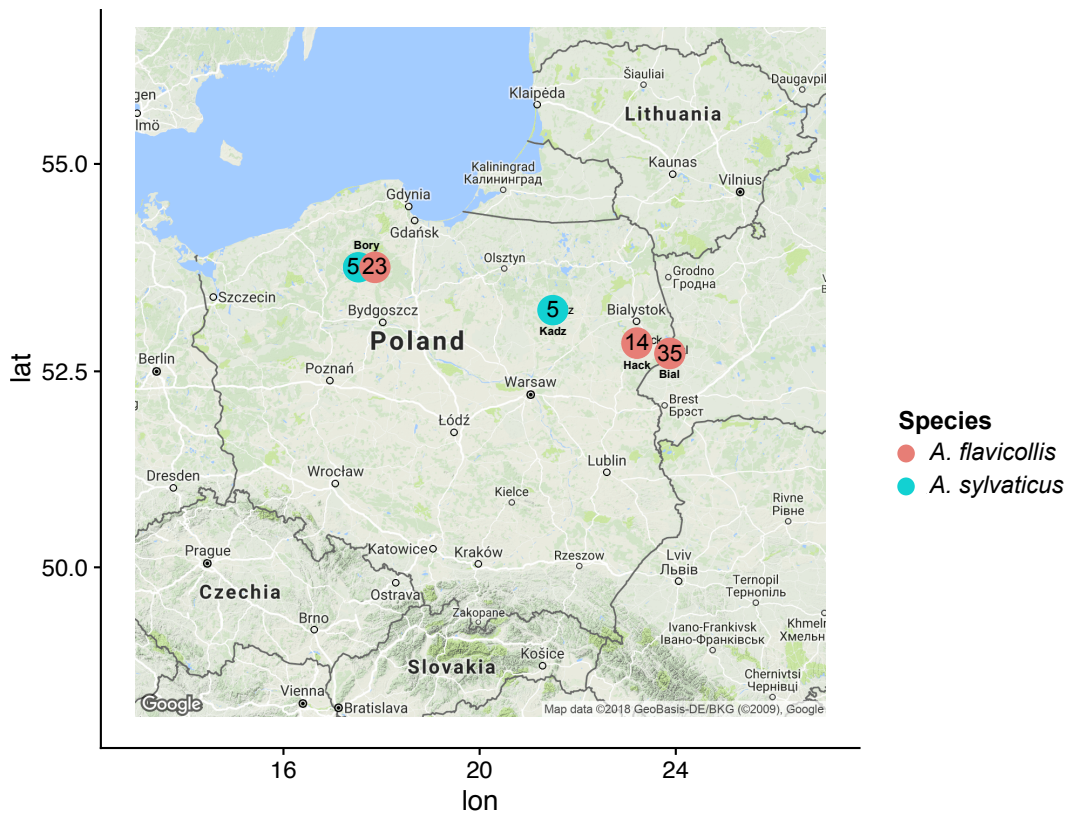 Šiauliai
Daugavpil
Klaipėda
gen
lmö
Lithuania
55.0
Kaliningrad
Калининград
Kaunas
Vilnius
Gdynia
Gdańsk
Bory
5 23
Olsztyn
Grodno
Гродна
Szczecin
Bydgoszcz
5 z
Kadz
Bialystok
Poland
14 ck
Hack
35 l
Bial
lat
Berlin
52.5
Poznań
Warsaw
Brest
Брэст
Łódź
Species
A. flavicollis
A. sylvaticus
Dresden
Wrocław
Lublin
Kielce
Rivne
Рівне
Prague
Katowice
Kraków
Rzeszow
Lviv
Львів
50.0
Czechia
Ostrava
Ternopil
Тернопіль
Brno
Zakopane
Ivano-Frankivsk
Івано-Франківськ
Khmeln
Хмельн
Slovakia
Košice
Chernivtsi
Чернівці
Vienna
Bratislava
Google
Map data ©2018 GeoBasis-DE/BKG (©2009), Google
16
20
24
lon